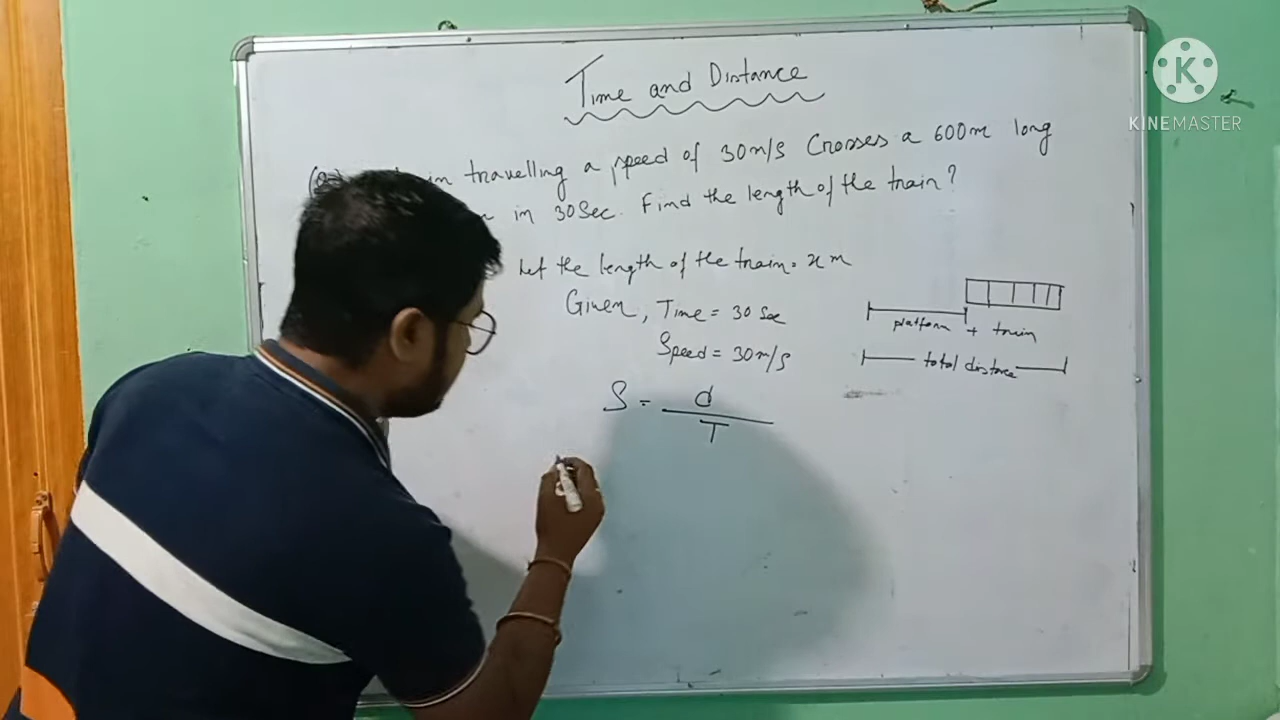 Time and Distance
travelling a speed of 30m/s Crosses a 600m long
in 30Sec. Find the length of the train?
Let the length of the train = x m
Given, Time = 30 Sec
Speed = 30m/s
platform + train
total distance
S = d
T
K
KINEMASTER